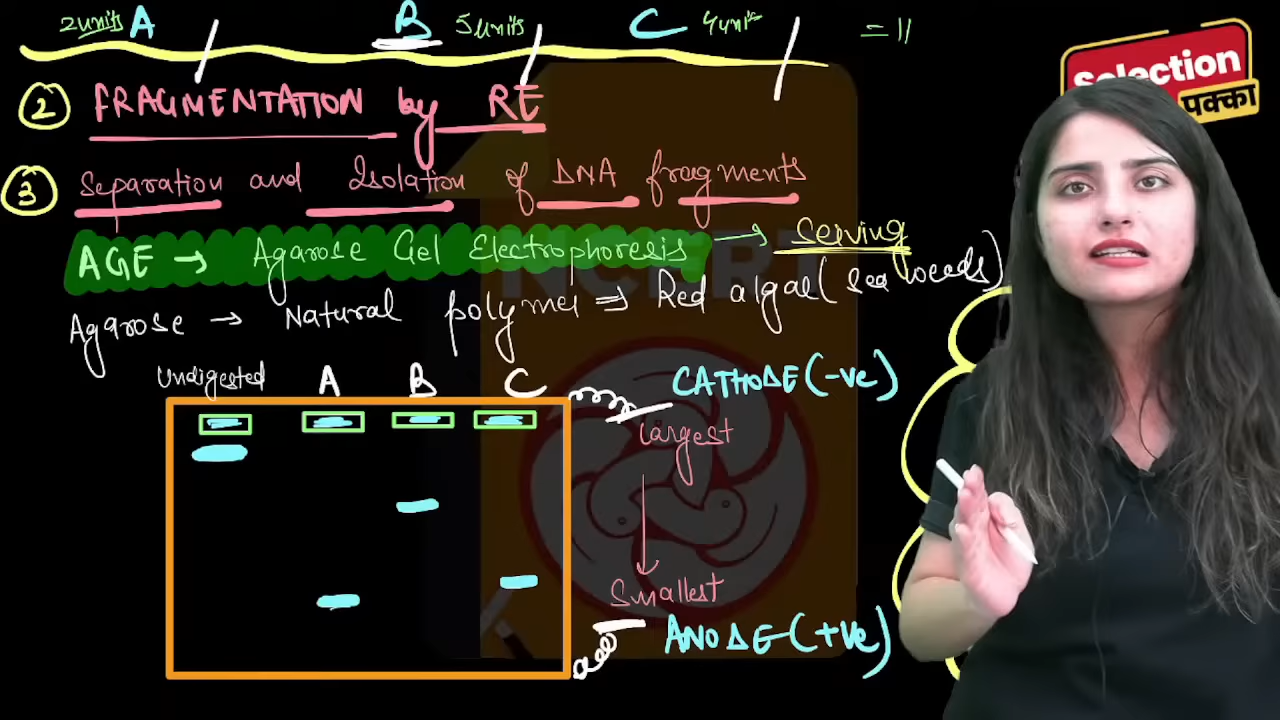 2units A B 5units C 4units = 11
Selection
पक्का
2 FRAGMENTATION by RE
3 Separation and Isolation of DNA fragments
AGE → Agarose Gel Electrophoresis → Serving
Agarose → Natural polymer ⇒ Red algae (Sea weeds)
Undigested A B C CATHODE (-ve)
largest
Smallest
ANODE (+ve)